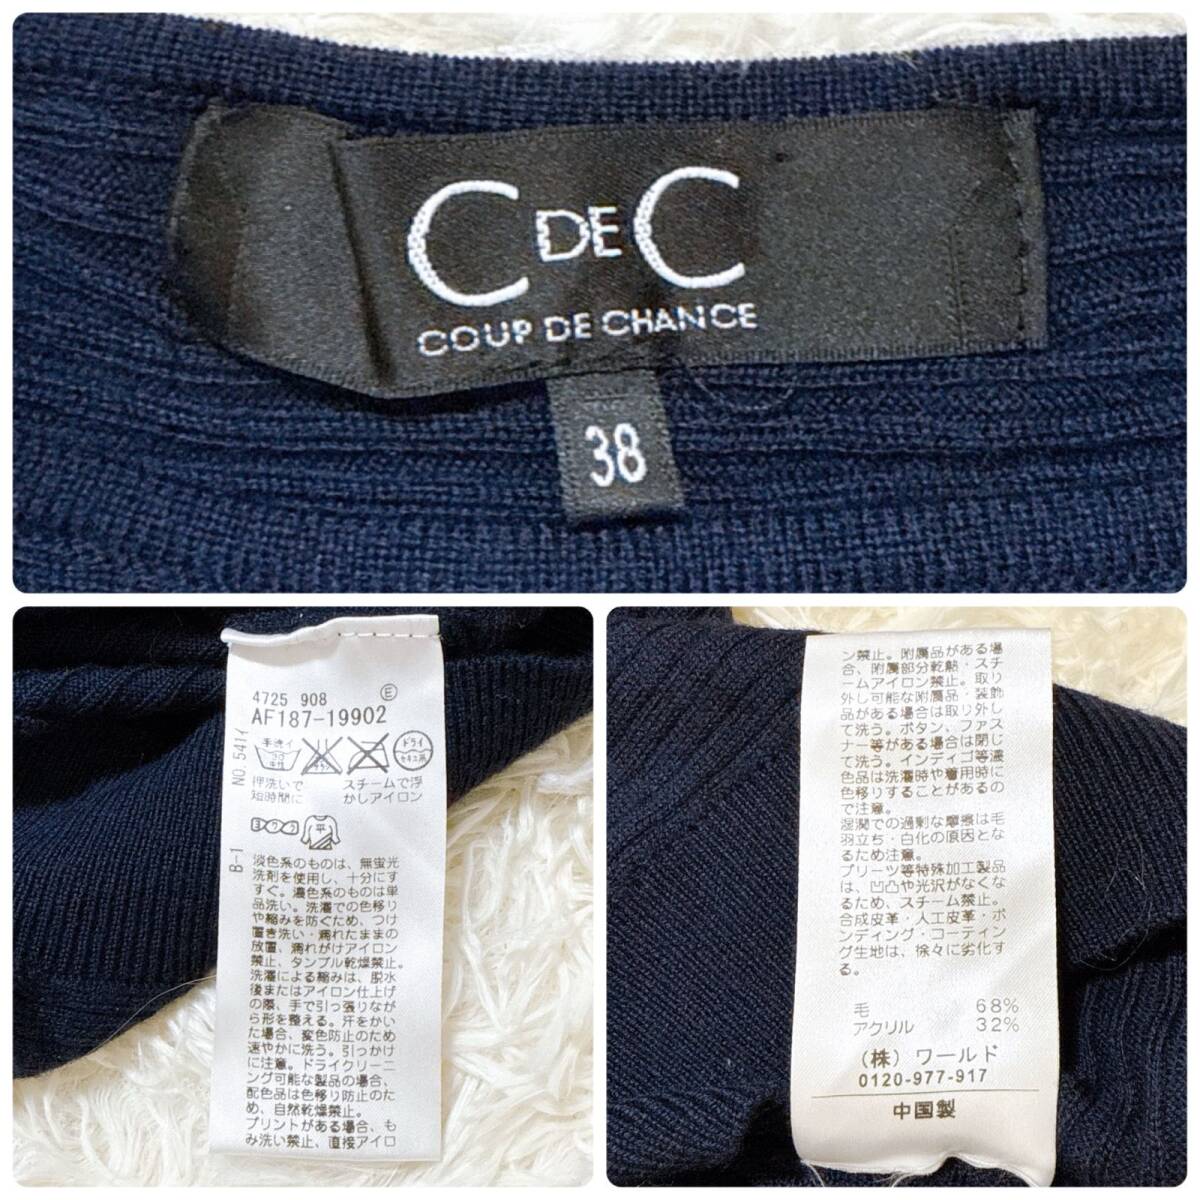 C DE C
COUP DE CHANCE
38
4725 908
E
AF187-19902
NO.5414
B-1
手洗イ
中性
ドライ
セキユ系
押洗いで
短時間に
スチームで浮
かしアイロン
ヨワク
平
淡色系のものは、無蛍光
洗剤を使用し、十分にす
すぐ。濃色系のものは単
品洗い。洗濯での色移り
や縮みを防ぐため、つけ
置き洗い・濡れたままの
放置、濡れがけアイロン
禁止、タンブル乾燥禁止。
洗濯による縮みは、脱水
後またはアイロン仕上げ
の際、手で引っ張りなが
ら形を整える。汗をかい
た場合、変色防止のため
速やかに洗う。引っかけ
に注意。ドライクリーニ
ング可能な製品の場合、
配色品は色移り防止のた
め、自然乾燥禁止。
プリントがある場合、も
み洗い禁止、直接アイロ
ン禁止。附属品がある場
合、附属部分乾熱・スチ
ームアイロン禁止。取り
外し可能な附属品・装飾
品がある場合は取り外し
て洗う。ボタン、ファス
ナー等がある場合は閉じ
て洗う。インディゴ等濃
色品は洗濯時や着用時に
色移りすることがあるの
で注意。
湿潤での過剰な摩擦は毛
羽立ち・白化の原因とな
るため注意。
プリーツ等特殊加工製品
は、凹凸や光沢がなくな
るため、スチーム禁止。
合成皮革・人工皮革・ボ
ンディング・コーティン
グ生地は、徐々に劣化す
る。
毛 68%
アクリル 32%
(株) ワールド
0120-977-917
中国製